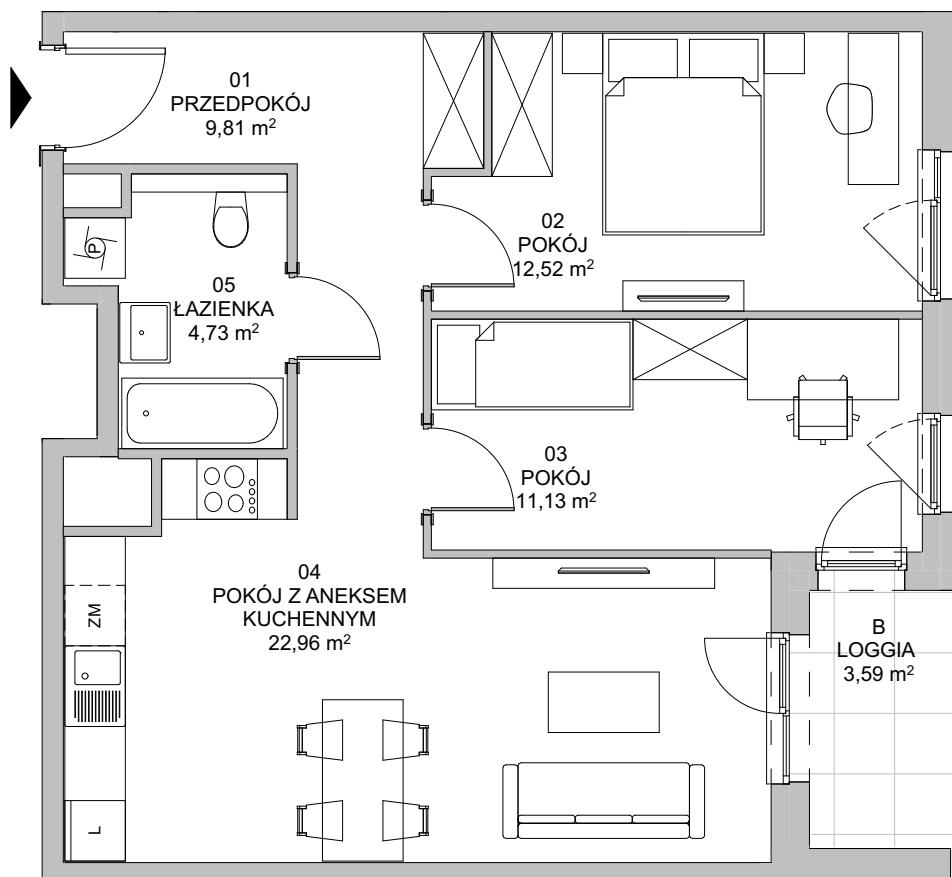 01
PRZEDPOKÓJ
9,81 m²
02
POKÓJ
12,52 m²
P
05
ŁAZIENKA
4,73 m²
03
POKÓJ
11,13 m²
04
POKÓJ Z ANEKSEM
KUCHENNYM
22,96 m²
ZM
B
LOGGIA
3,59 m²
L